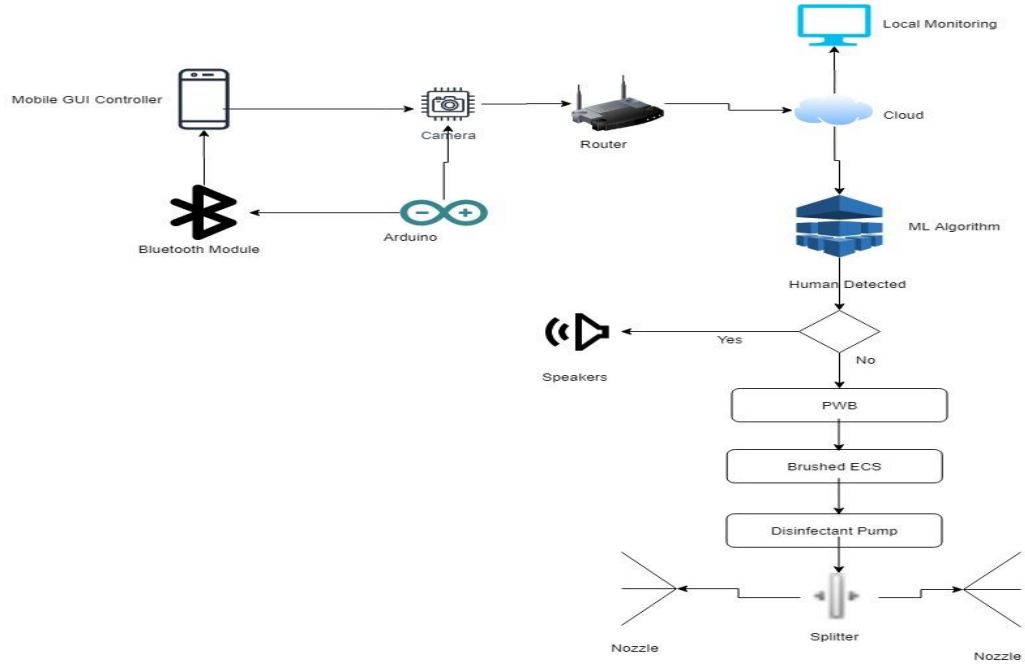 Local Monitoring
Mobile GUI Controller
Camera
Cloud
Router
Bluetooth Module
Arduino
ML Algorithm
Human Detected
Yes
No
Speakers
PWB
Brushed ECS
Disinfectant Pump
Splitter
Nozzle
Nozzle